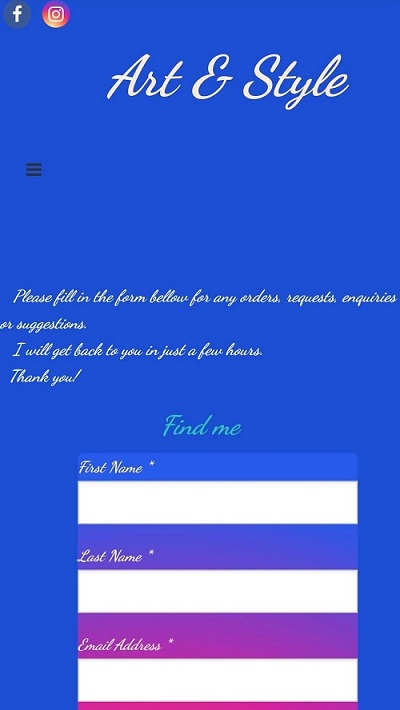 Art & Style
Please fill in the form bellow for any orders, requests, enquiries
or suggestions.
I will get back to you in just a few hours.
Thank you!
Find me
First Name *
Last Name *
Email Address *